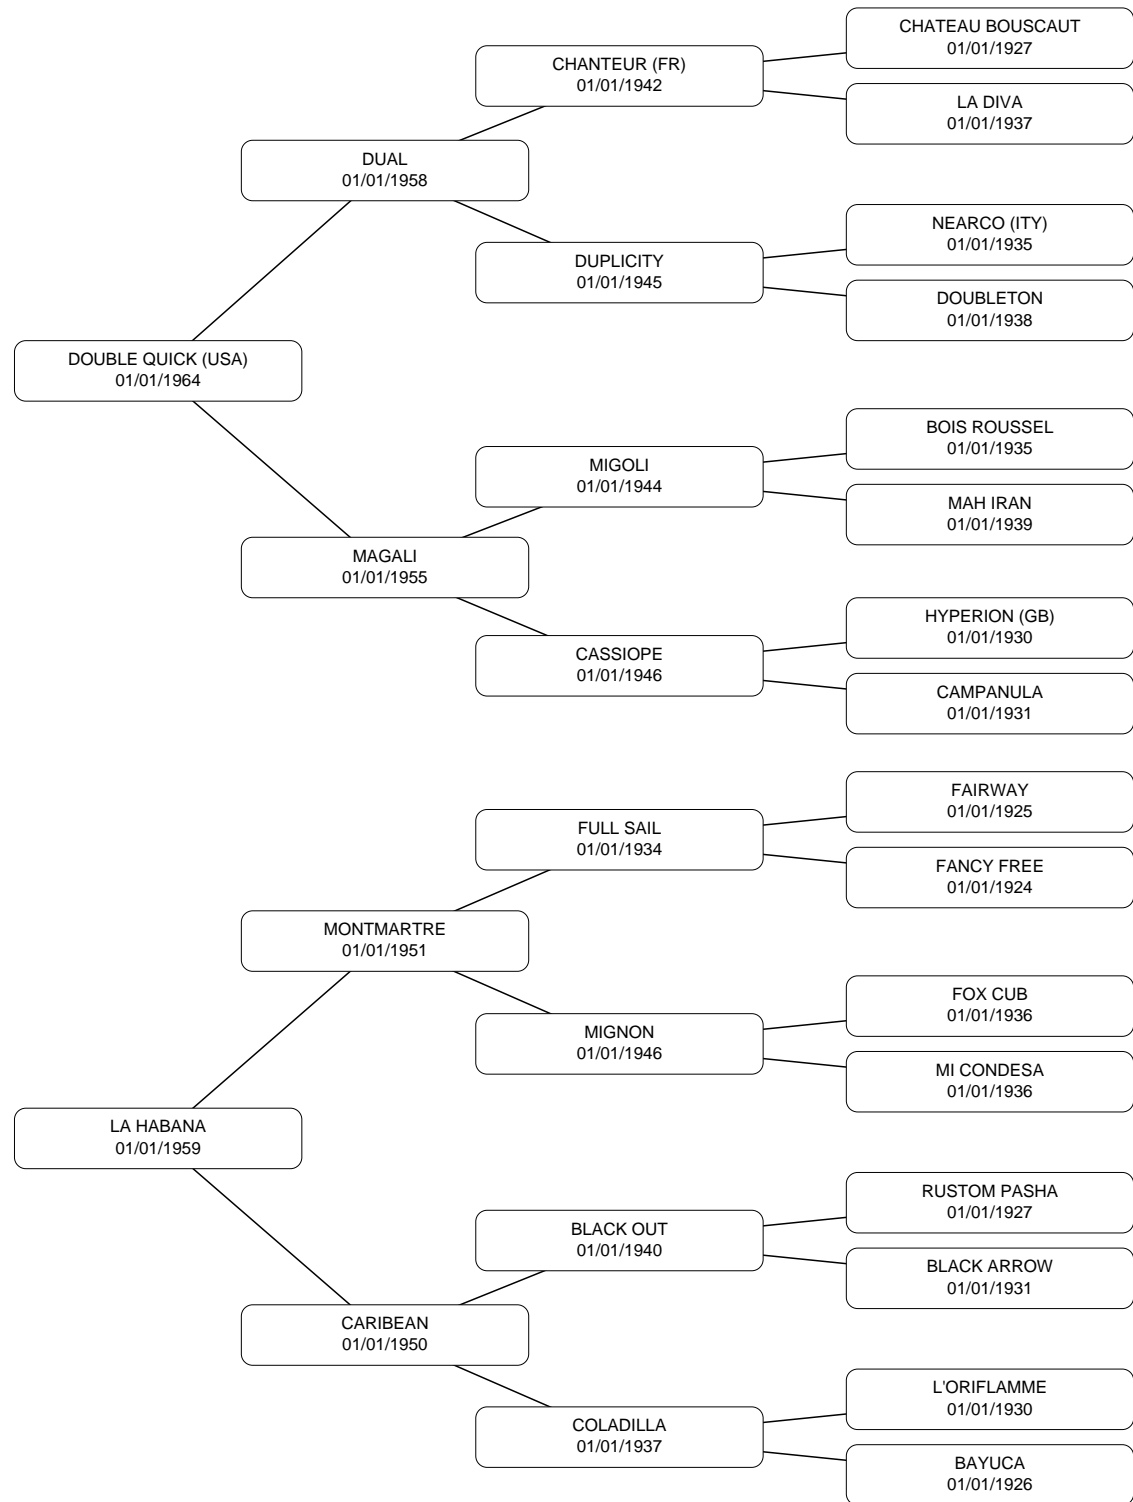 CHATEAU BOUSCAUT
01/01/1927
CHANTEUR (FR)
01/01/1942
LA DIVA
01/01/1937
DUAL
01/01/1958
NEARCO (ITY)
01/01/1935
DUPLICITY
01/01/1945
DOUBLETON
01/01/1938
DOUBLE QUICK (USA)
01/01/1964
BOIS ROUSSEL
01/01/1935
MIGOLI
01/01/1944
MAH IRAN
01/01/1939
MAGALI
01/01/1955
HYPERION (GB)
01/01/1930
CASSIOPE
01/01/1946
CAMPANULA
01/01/1931
FAIRWAY
01/01/1925
FULL SAIL
01/01/1934
FANCY FREE
01/01/1924
MONTMARTRE
01/01/1951
FOX CUB
01/01/1936
MIGNON
01/01/1946
MI CONDESA
01/01/1936
LA HABANA
01/01/1959
RUSTOM PASHA
01/01/1927
BLACK OUT
01/01/1940
BLACK ARROW
01/01/1931
CARIBEAN
01/01/1950
L'ORIFLAMME
01/01/1930
COLADILLA
01/01/1937
BAYUCA
01/01/1926